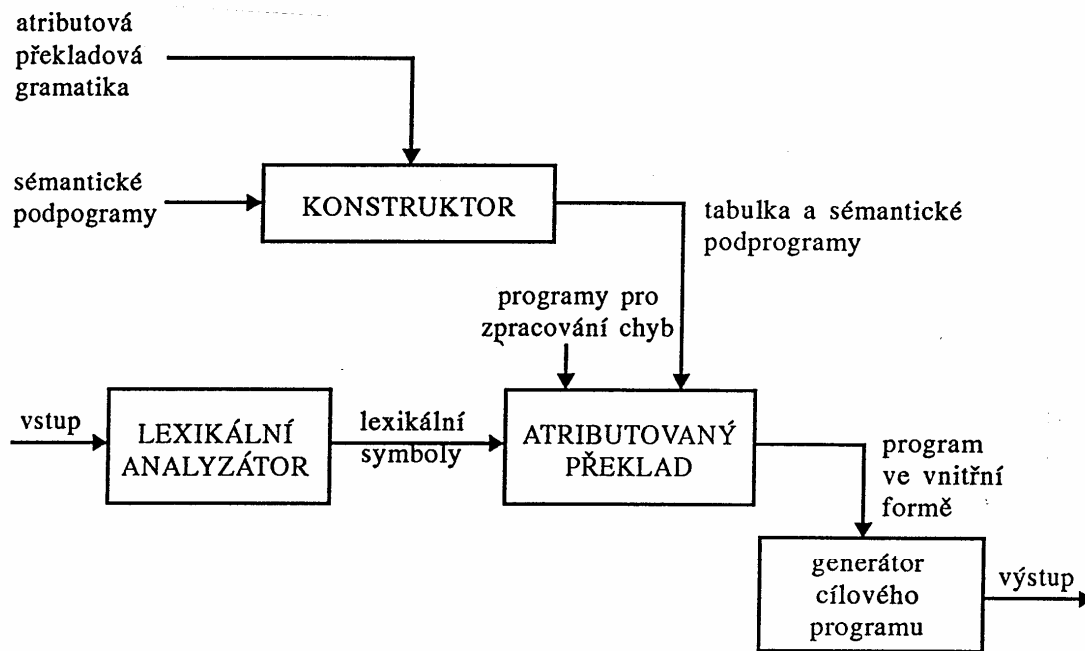 atributová
překladová
gramatika
sémantické
podpogramy
KONSTRUKTOR
tabulka a sémantické
podprogramy
programy pro
zpracování chyb
vstup
LEXIKÁLNÍ
ANALYZÁTOR
lexikální
symboly
ATRIBUTOVANÝ
PŘEKLAD
program
ve vnitřní
formě
generátor
cílového
programu
výstup